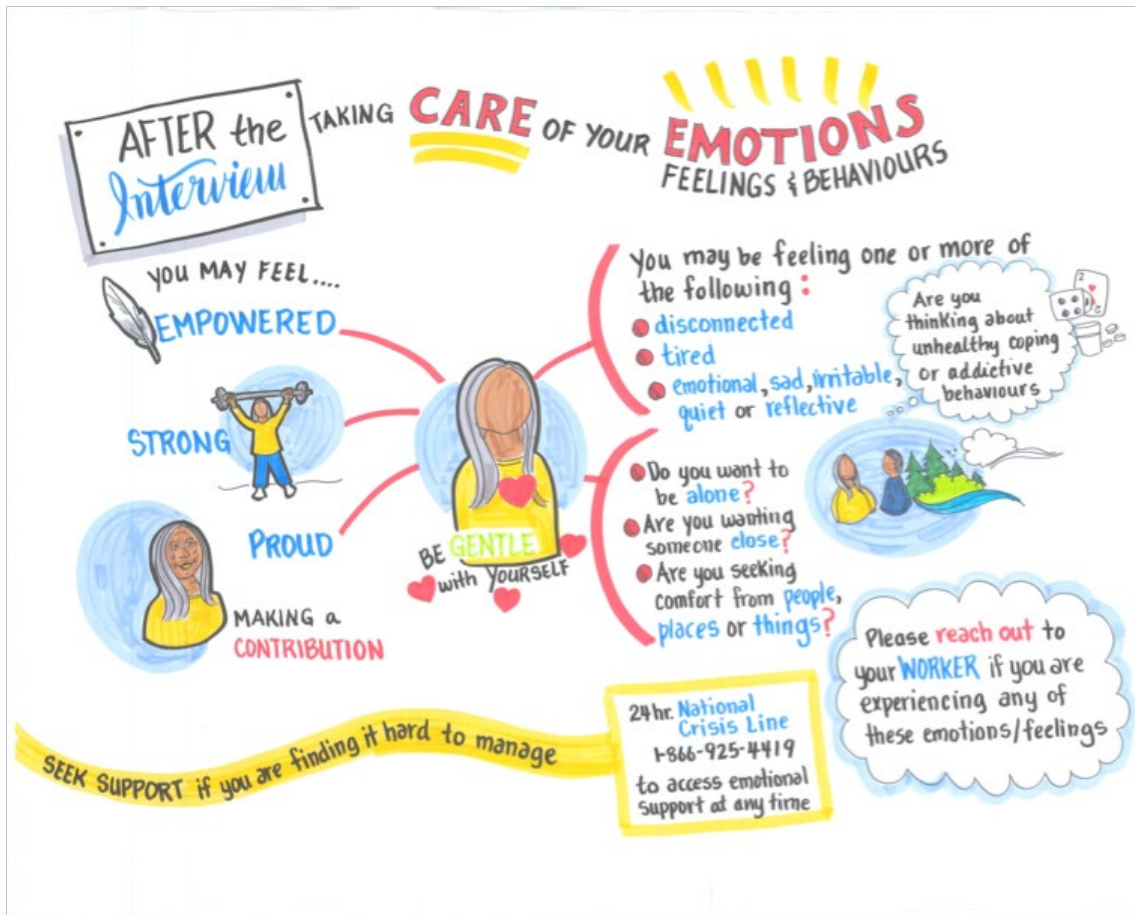 AFTER the
Interview
TAKING CARE OF YOUR EMOTIONS
FEELINGS & BEHAVIOURS
YOU MAY FEEL....
EMPOWERED
STRONG
PROUD
MAKING a
CONTRIBUTION
BE GENTLE
with YOURSELF
You may be feeling one or more of
the following :
disconnected
tired
emotional, sad, irritable,
quiet or reflective
Are you
thinking about
unhealthy coping
or addictive
behaviours
2
2
Do you want to
be alone?
Are you wanting
someone close?
Are you seeking
comfort from people,
places or things?
Please reach out to
your WORKER if you are
experiencing any of
these emotions/feelings
SEEK SUPPORT if you are finding it hard to manage
24hr. National
Crisis Line
1-866-925-4419
to access emotional
support at any time